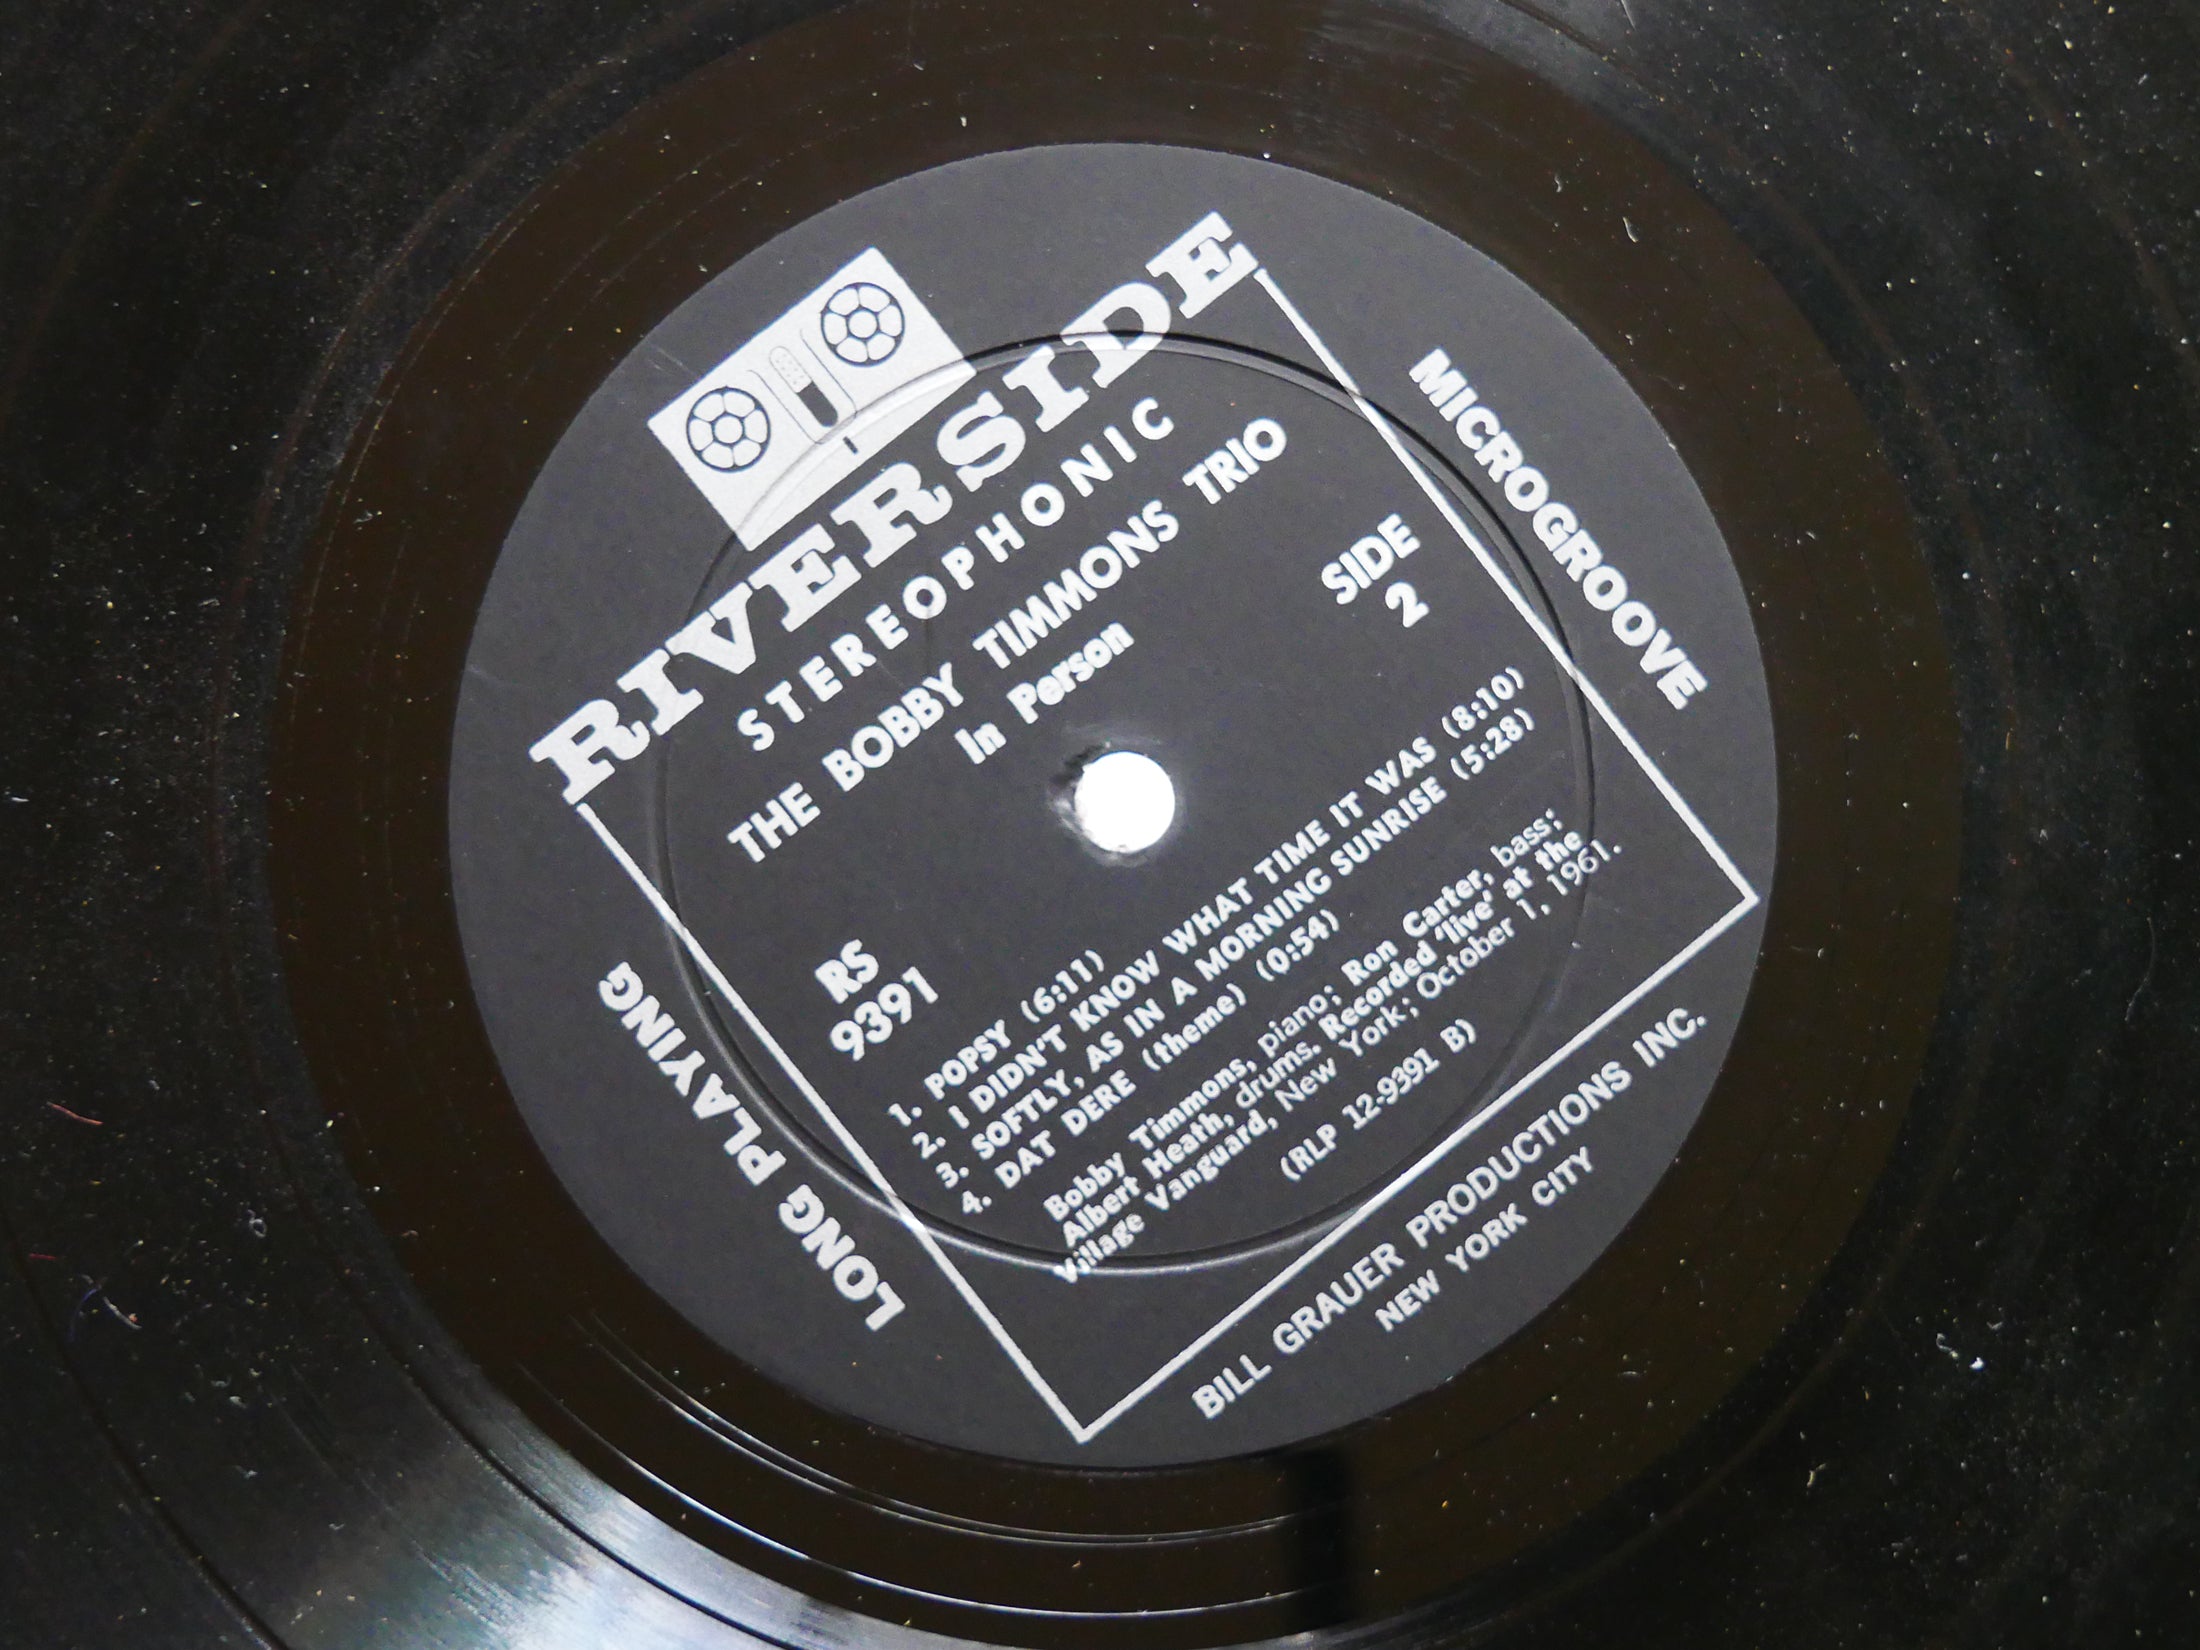 RIVERSIDE
STEREOPHONIC
THE BOBBY TIMMONS TRIO
In Person
SIDE
2
RS
9391
1. POPSY (6:11)
2. I DIDN'T KNOW WHAT TIME IT WAS (8:10)
3. SOFTLY, AS IN A MORNING SUNRISE (5:28)
4. DAT DERE (theme) (0:54)
Bobby Timmons, piano; Ron Carter, bass;
Albert Heath, drums. Recorded 'live' at the
Village Vanguard, New York; October 1, 1961.
(RLP 12-9391 B)
LONG PLAYING
MICROGROOVE
BILL GRAUER PRODUCTIONS INC.
NEW YORK CITY